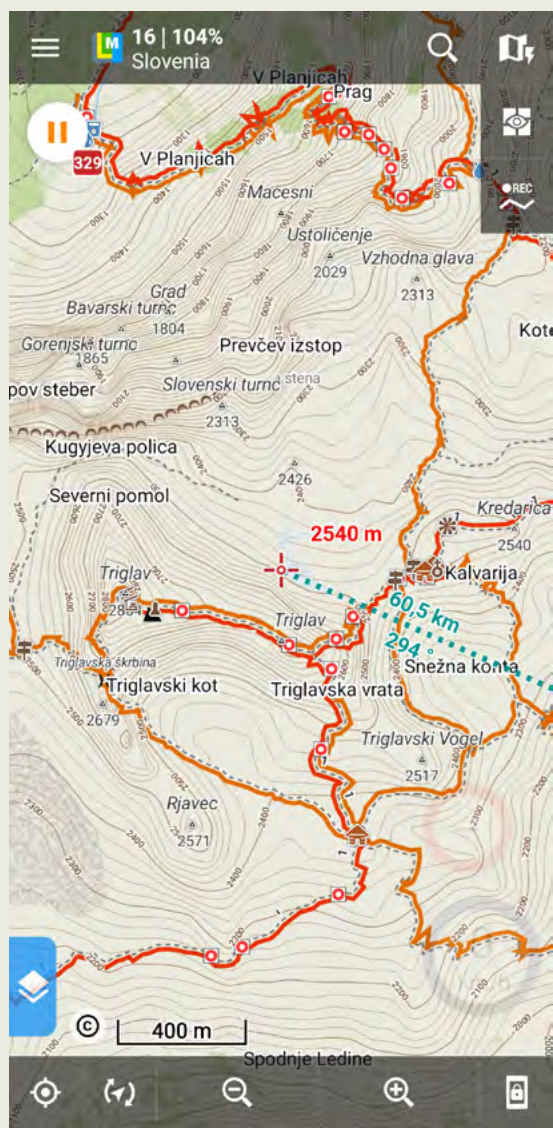 LM
16 | 104%
Slovenia
V Planjicah
Prag
329
V Planjicah
Macesni
Ustoličenje
2029
Vzhodna glava
2313
Grad
Bavarski turnc
1804
Gorenjski turnc
1865
Prevčev izstop
Kote
pov steber
Slovenski turnc
a stena
2313
Kugyjeva polica
2426
Severni pomol
Kredarica
2540 m
2540
Kalvarija
Triglav
2864
60,5 km
Triglav
294 °
Snežna konta
Triglavska škrbina
Triglavski kot
Triglavska vrata
2679
Triglavski Vogel
2517
Rjavec
2571
REC
©
400 m
Spodnje Ledine